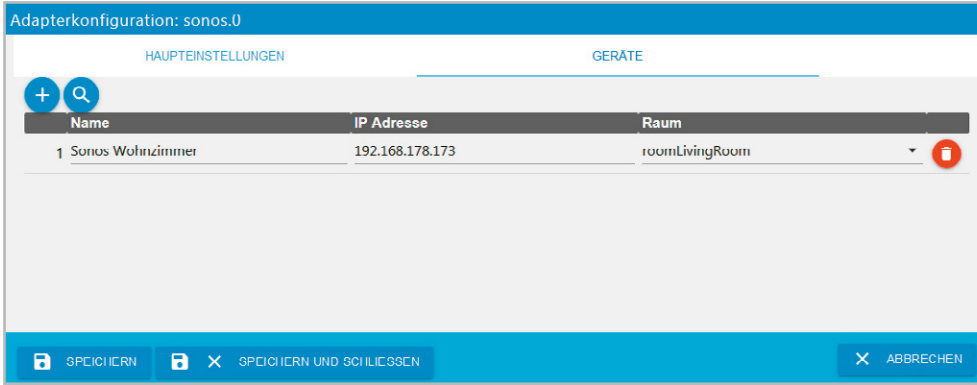 Adapterkonfiguration: sonos.0
HAUPTEINSTELLUNGEN GERÄTE
Name IP Adresse Raum
1 Sonos Wohnzimmer 192.168.178.173 roomLivingRoom
SPEICHERN SPEICHERN UND SCHLIESSEN ABBRECHEN